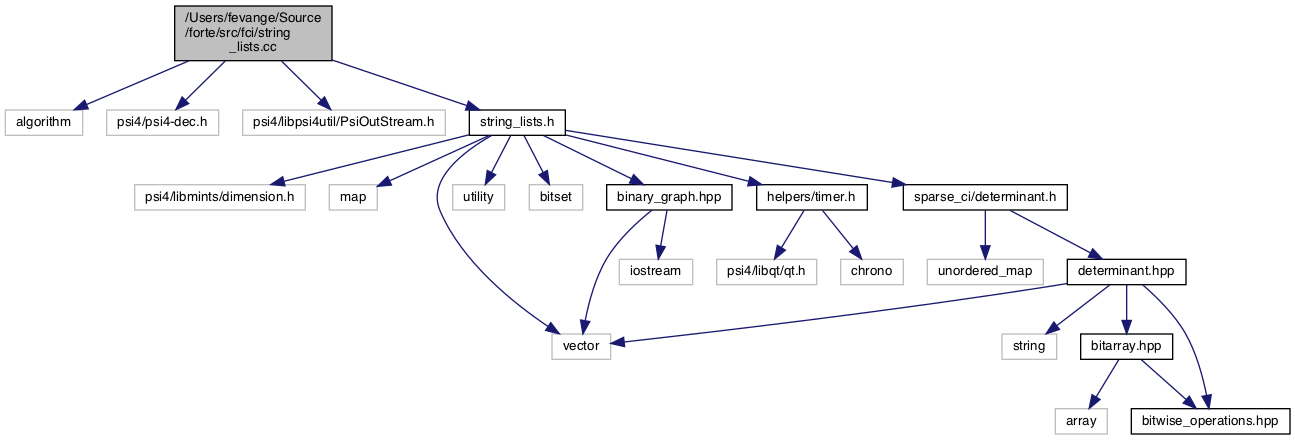 /Users/fevange/Source
/forte/src/fci/string
_lists.cc
algorithm
psi4/psi4-dec.h
psi4/libpsi4util/PsiOutStream.h
string_lists.h
psi4/libmints/dimension.h
map
utility
bitset
binary_graph.hpp
helpers/timer.h
sparse_ci/determinant.h
iostream
psi4/libqt/qt.h
chrono
unordered_map
determinant.hpp
vector
string
bitarray.hpp
array
bitwise_operations.hpp